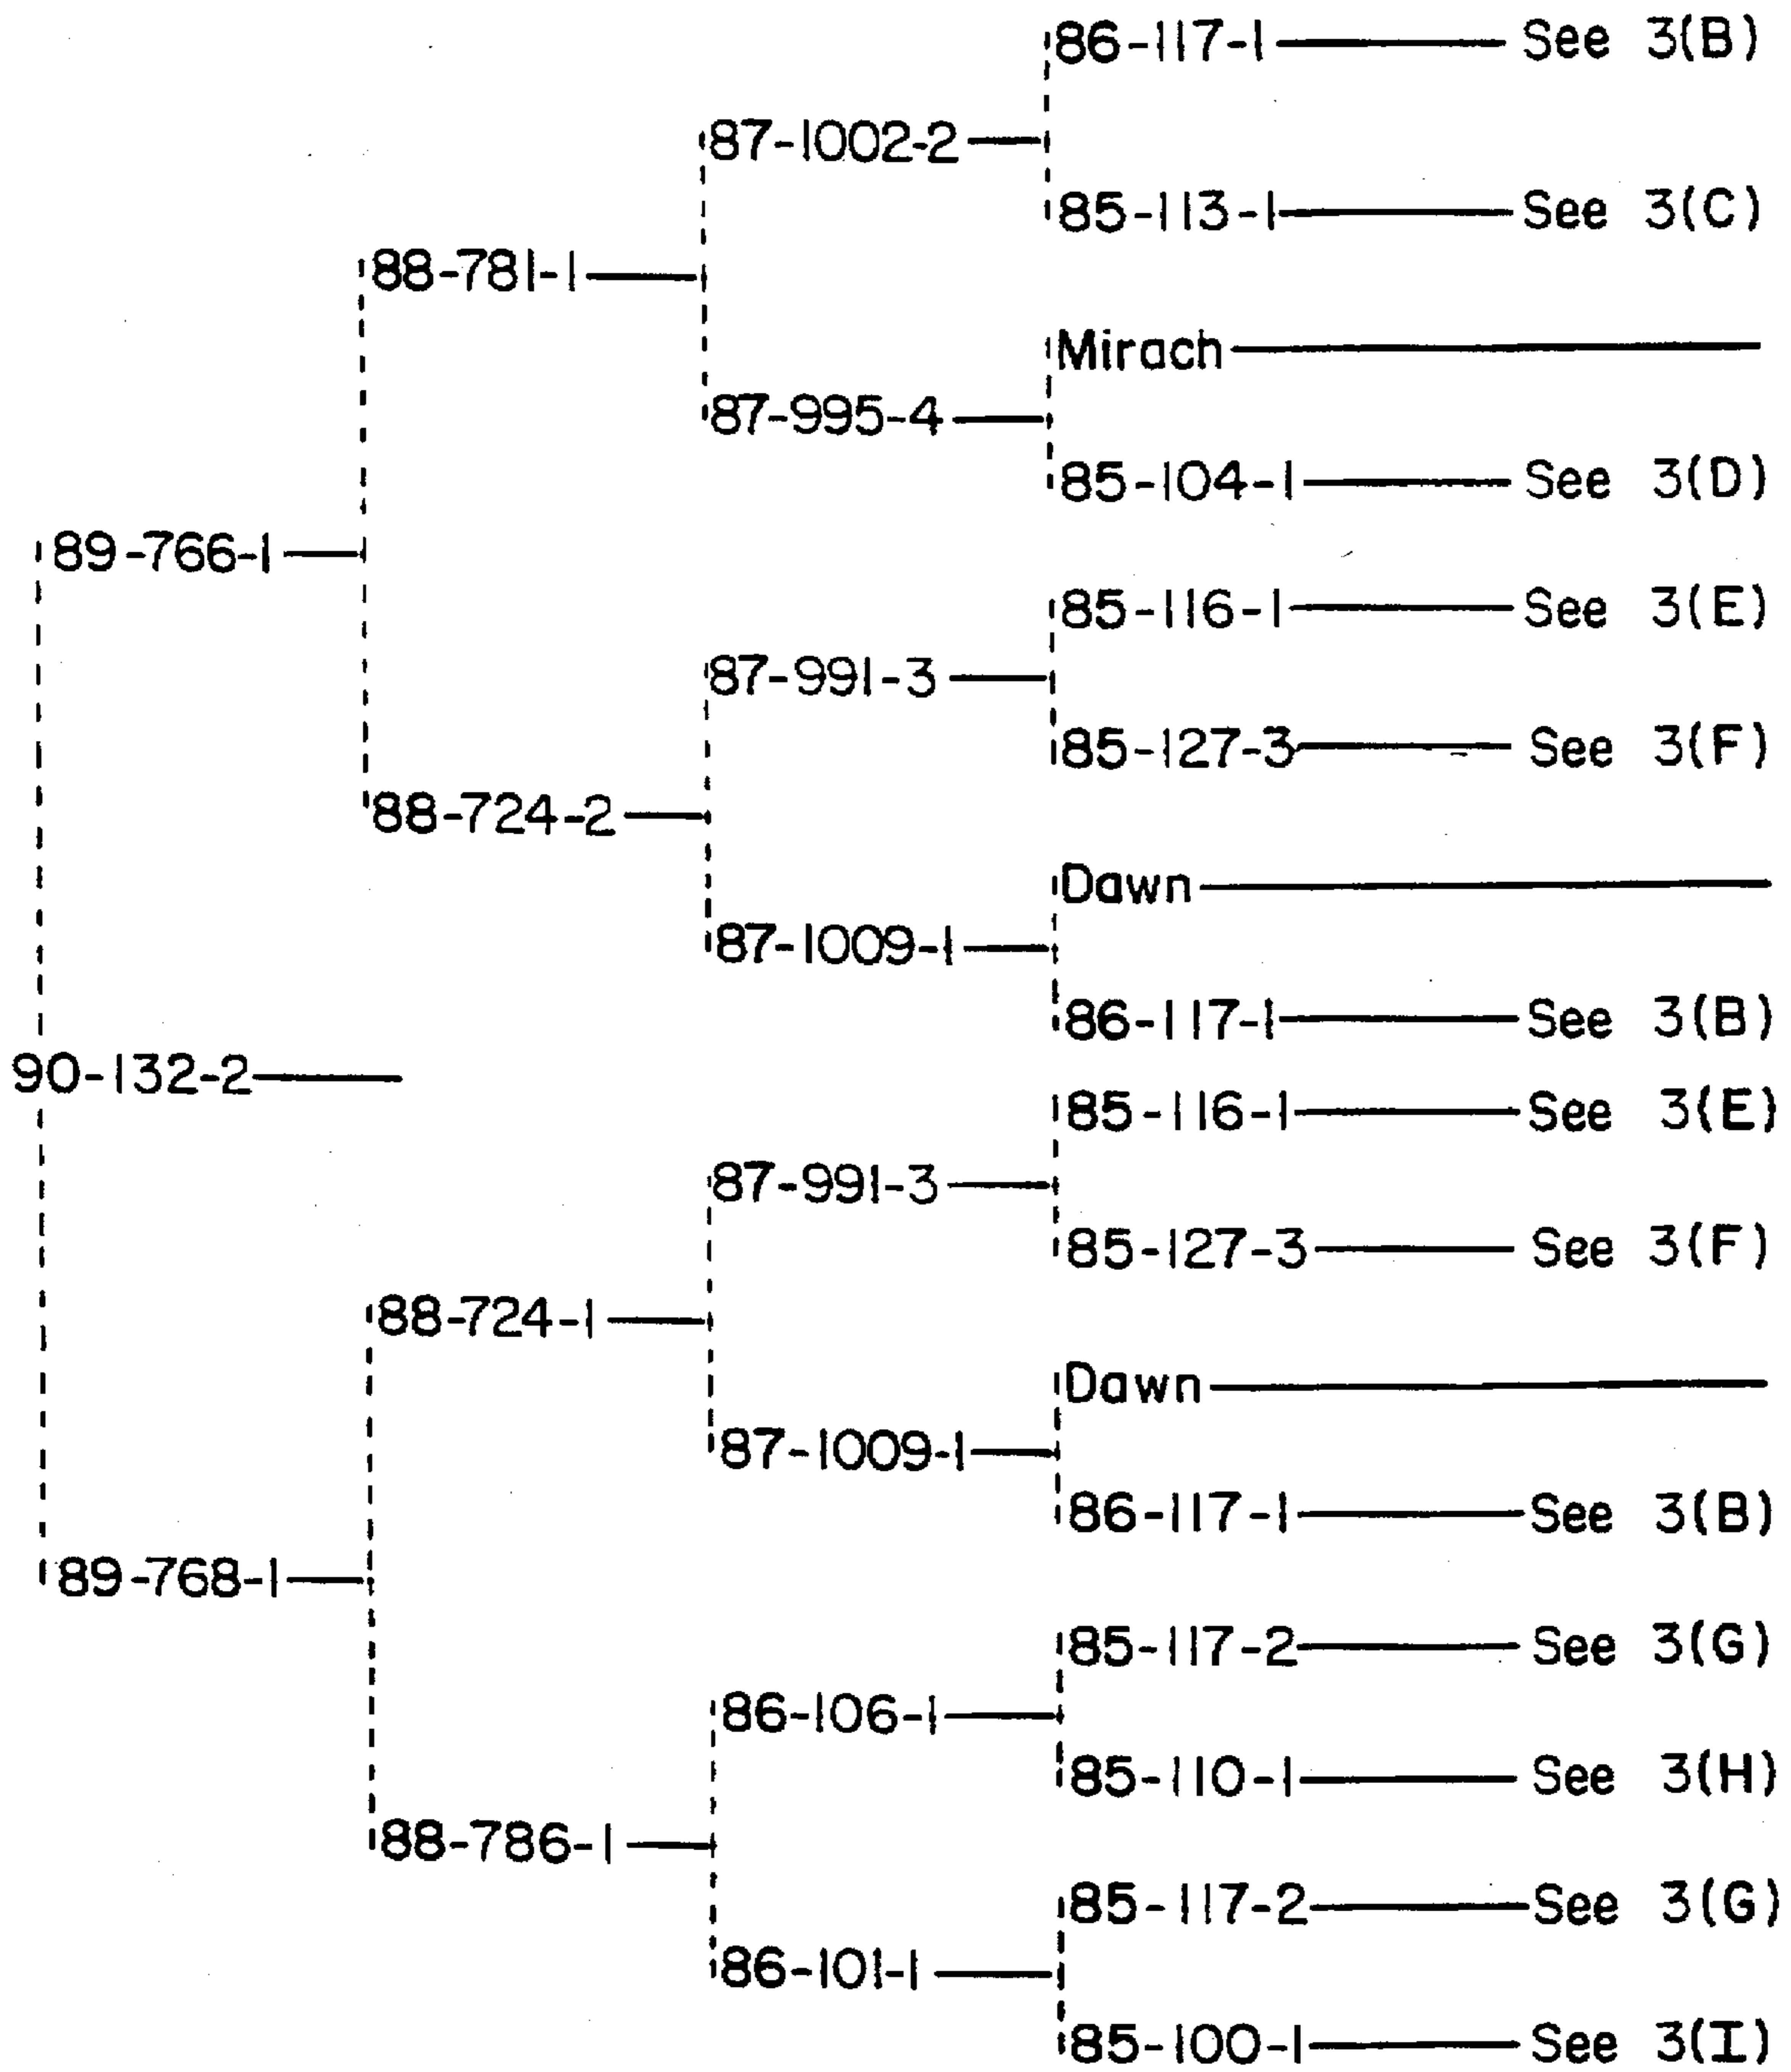 86-117-1 See 3(B)
87-1002-2
85-113-1 See 3(C)
88-781-1
Mirach
87-995-4
85-104-1 See 3(D)
89-766-1
85-116-1 See 3(E)
87-991-3
85-127-3 See 3(F)
88-724-2
Dawn
87-1009-1
86-117-1 See 3(B)
90-132-2
85-116-1 See 3(E)
87-991-3
85-127-3 See 3(F)
88-724-1
Dawn
87-1009-1
86-117-1 See 3(B)
89-768-1
85-117-2 See 3(G)
86-106-1
85-110-1 See 3(H)
88-786-1
85-117-2 See 3(G)
86-101-1
85-100-1 See 3(I)